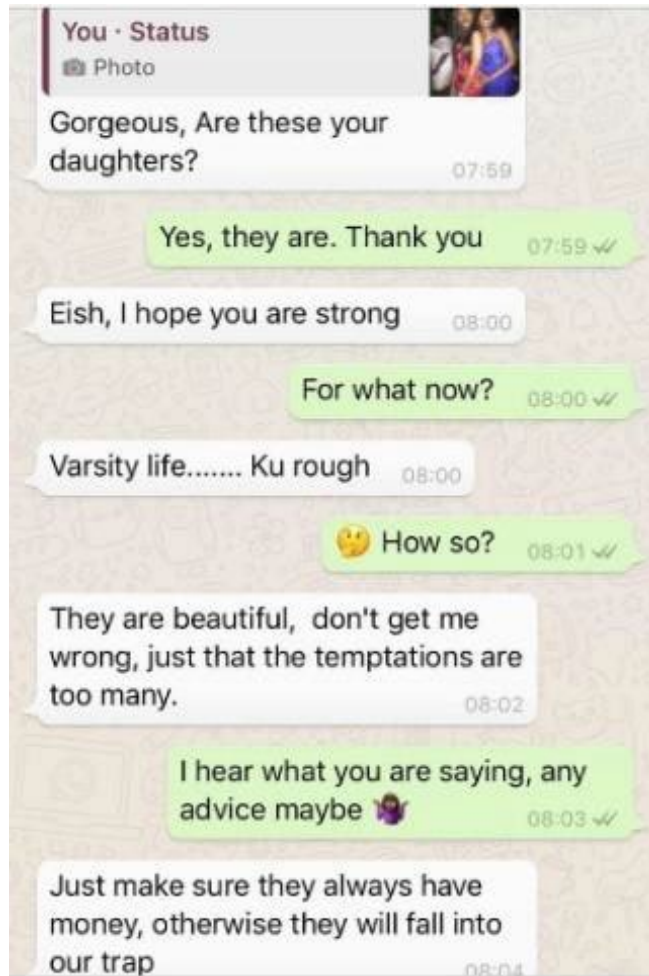 You · Status
Photo
Gorgeous, Are these your
daughters?
07:59
Yes, they are. Thank you 07:59
Eish, I hope you are strong 08:00
For what now? 08:00
Varsity life....... Ku rough 08:00
🤔 How so? 08:01
They are beautiful, don't get me
wrong, just that the temptations are
too many. 08:02
I hear what you are saying, any
advice maybe 🤷🏿‍♀️ 08:03
Just make sure they always have
money, otherwise they will fall into
our trap 08:04